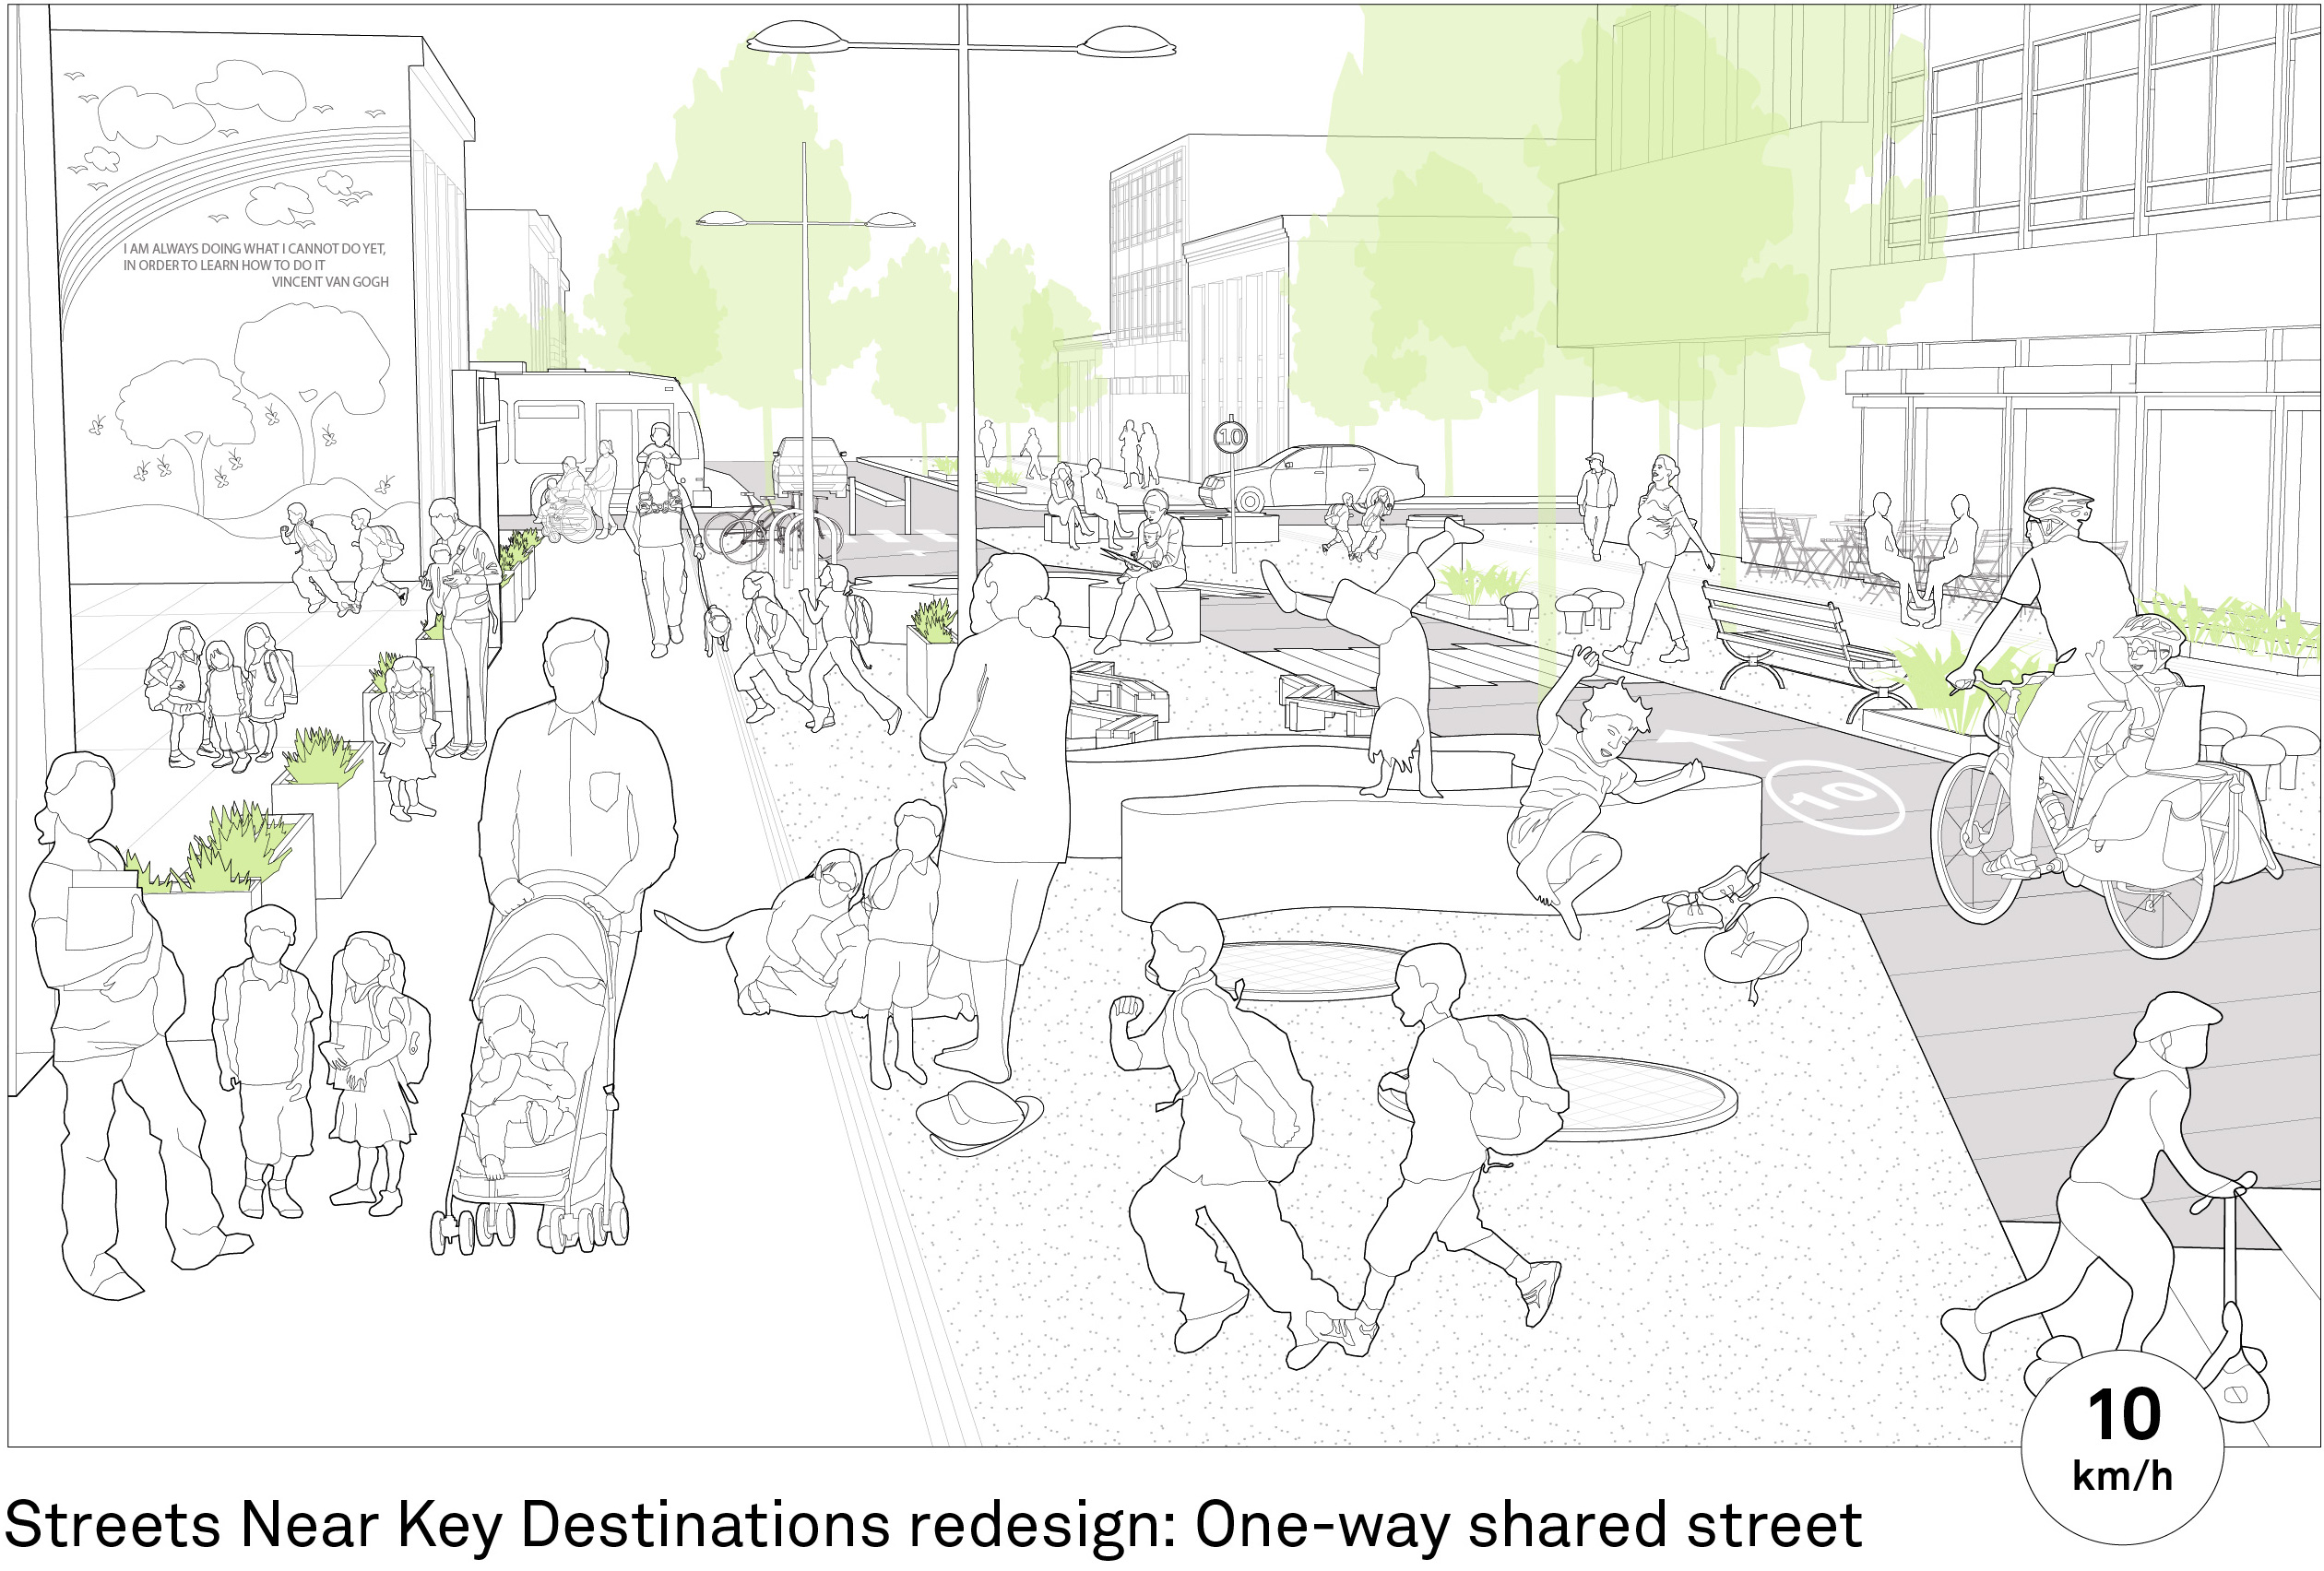 I AM ALWAYS DOING WHAT I CANNOT DO YET,
IN ORDER TO LEARN HOW TO DO IT
VINCENT VAN GOGH
10
10
10
km/h
Streets Near Key Destinations redesign: One-way shared street